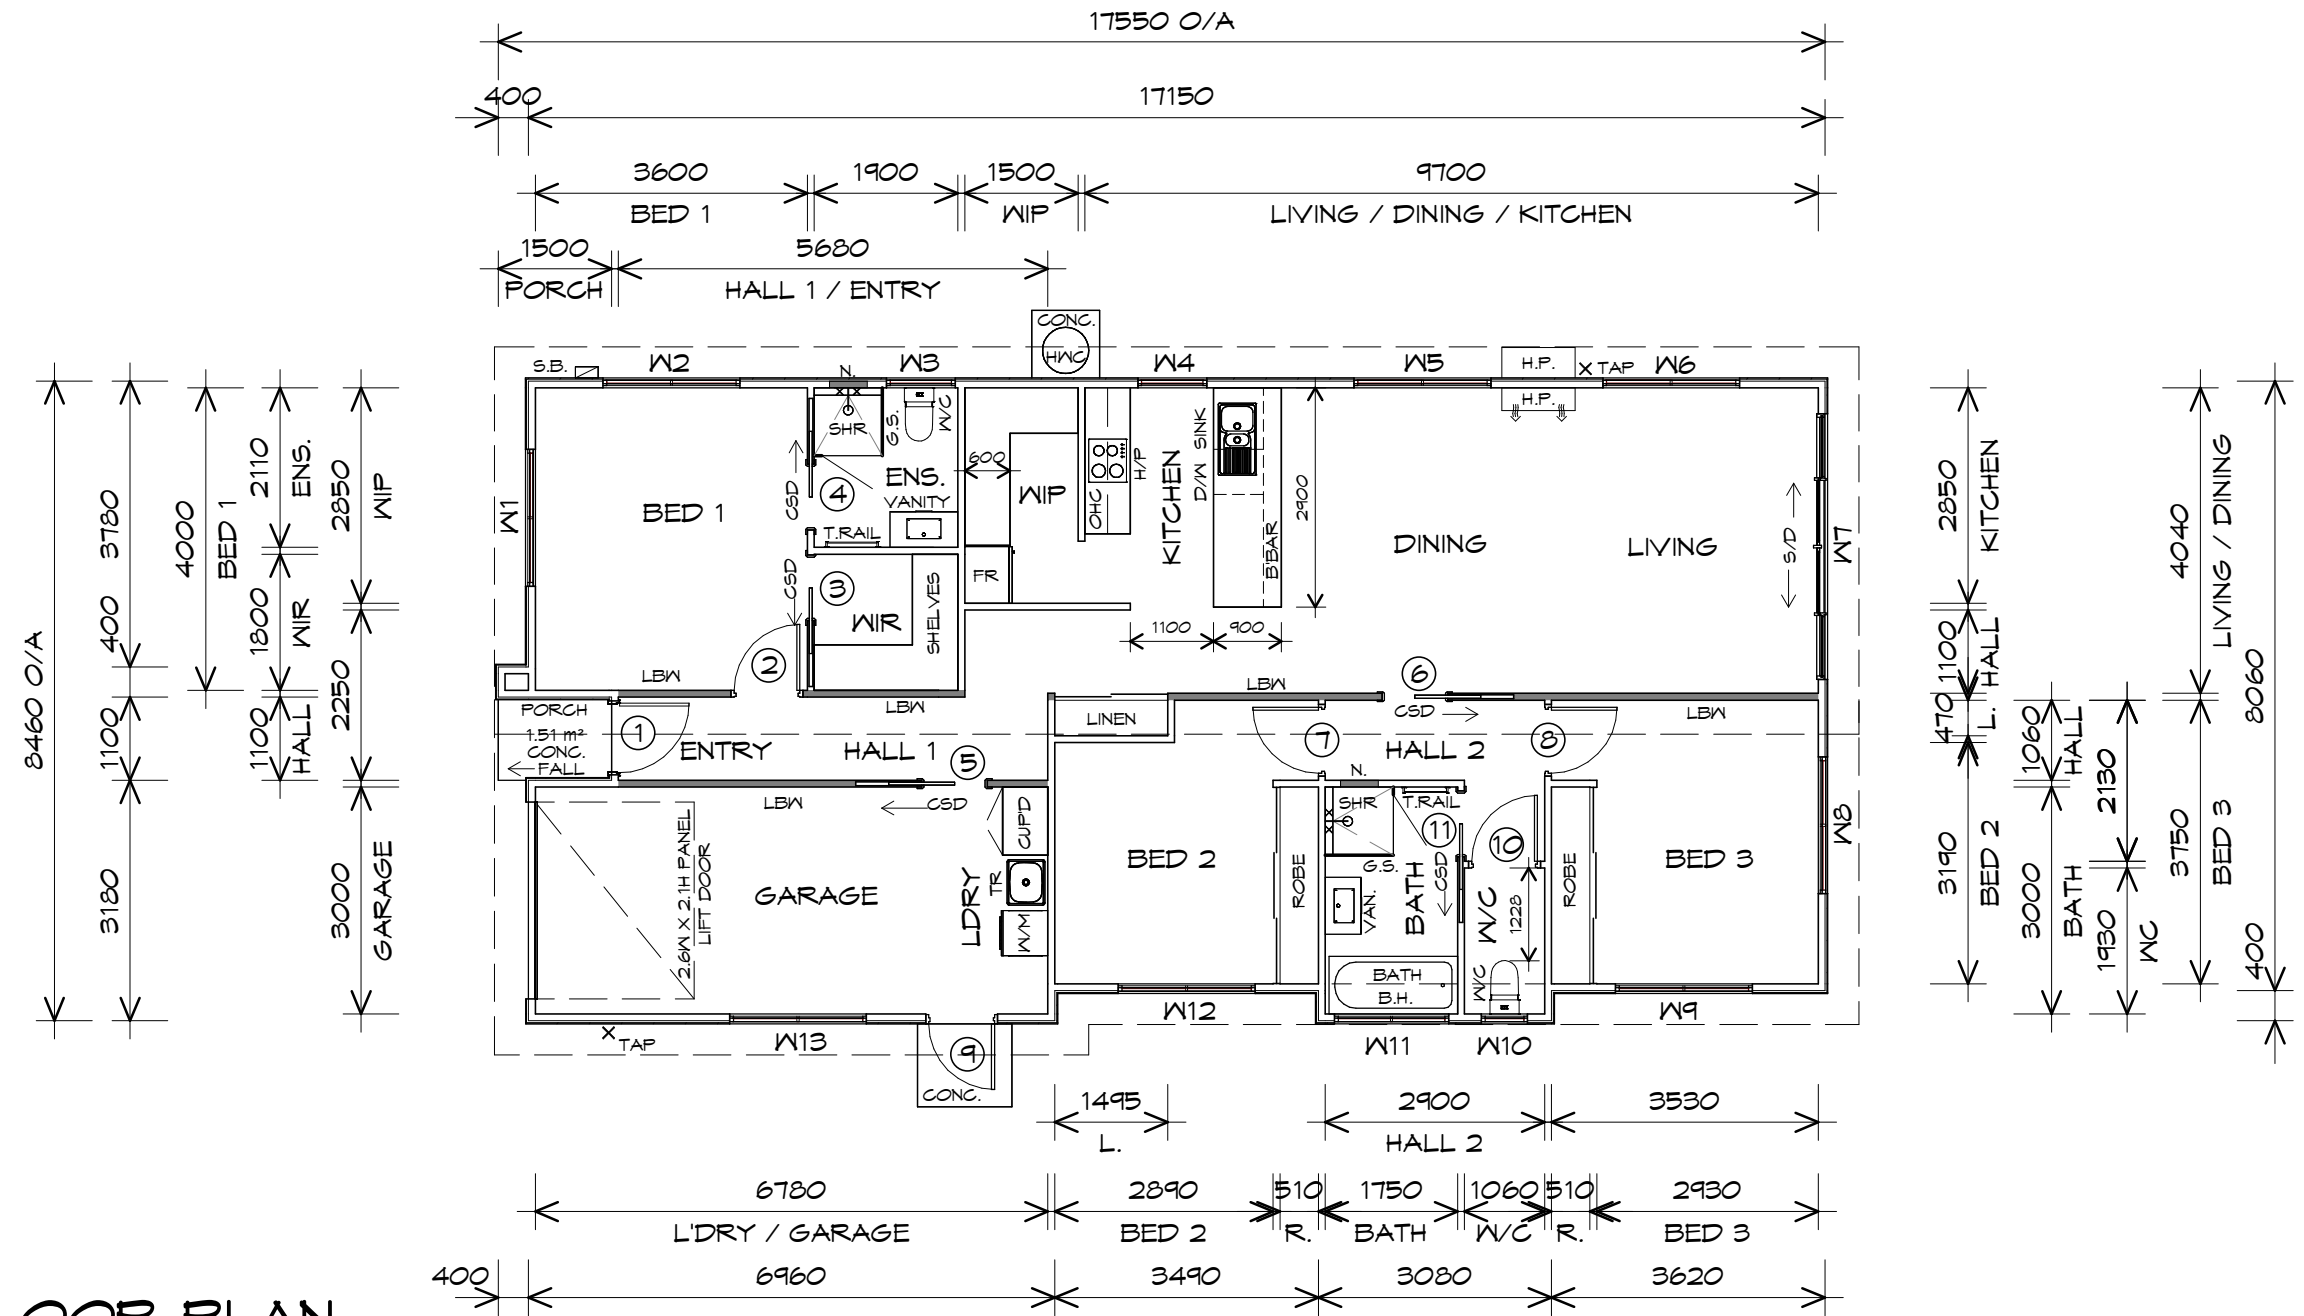 17550 O/A
400
17150
3600
1900
1500
9700
BED 1
WIP
LIVING / DINING / KITCHEN
1500
5680
PORCH
HALL 1 / ENTRY
CONC.
HWC
S.B.
W2
N.
W3
W4
W5
H.P.
TAP
W6
H.P.
8460 O/A
3780
400
1100
3180
4000
BED 1
2110
ENS.
1800
WIR
1100
HALL
2850
WIP
2250
3000
GARAGE
W1
BED 1
CSD
4
SHR
G.S.
W/C
ENS.
VANITY
T.RAIL
CSD
3
WIR
SHELVES
600
WIP
FR
OHC
H/P
KITCHEN
D/W SINK
B'BAR
2900
1100
900
DINING
LIVING
S/D
W7
LBW
2
LBW
LBW
6
CSD
LBW
PORCH
1.51 m²
CONC.
FALL
1
ENTRY
HALL 1
5
LINEN
7
HALL 2
8
LBW
CSD
CUP'D
2.6W X 2.1H PANEL
LIFT DOOR
GARAGE
L'DRY
TR
W/M
BED 2
ROBE
N.
SHR
T.RAIL
11
G.S.
CSD
BATH
VAN.
BATH
B.H.
10
W/C
1228
W/C
ROBE
BED 3
W8
TAP
W13
9
CONC.
W12
W11
W10
W9
2850
KITCHEN
1100
HALL
470
L.
3190
BED 2
1060
HALL
3000
BATH
2130
1930
WC
4040
LIVING / DINING
3750
BED 3
8060
400
1495
L.
2900
HALL 2
3530
6780
2890
510
1750
1060
510
2930
L'DRY / GARAGE
BED 2
R.
BATH
W/C
R.
BED 3
400
6960
3490
3080
3620
OOR PLAN